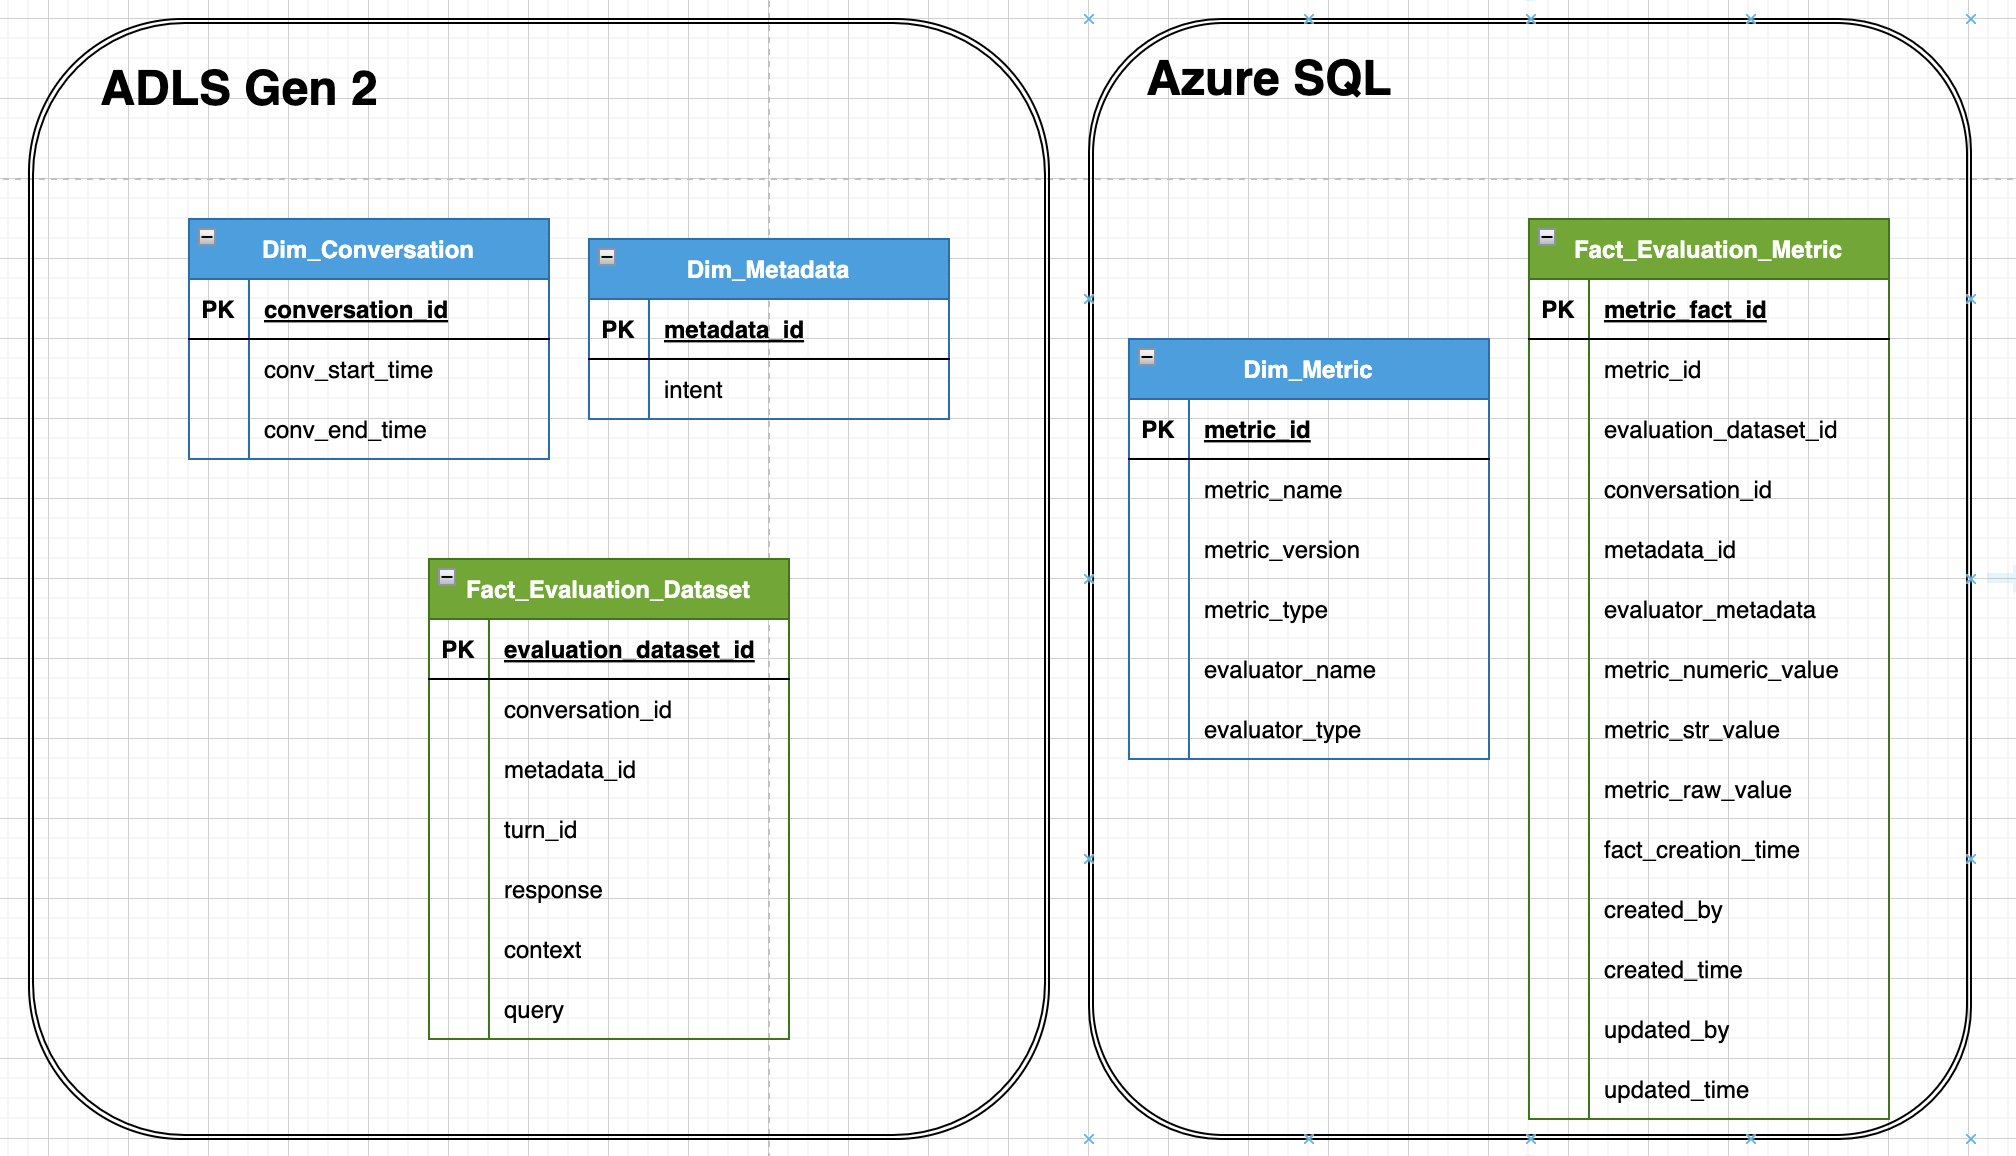 ADLS Gen 2
Dim_Conversation
PK conversation_id
conv_start_time
conv_end_time
Dim_Metadata
PK metadata_id
intent
Fact_Evaluation_Dataset
PK evaluation_dataset_id
conversation_id
metadata_id
turn_id
response
context
query
Azure SQL
Dim_Metric
PK metric_id
metric_name
metric_version
metric_type
evaluator_name
evaluator_type
Fact_Evaluation_Metric
PK metric_fact_id
metric_id
evaluation_dataset_id
conversation_id
metadata_id
evaluator_metadata
metric_numeric_value
metric_str_value
metric_raw_value
fact_creation_time
created_by
created_time
updated_by
updated_time